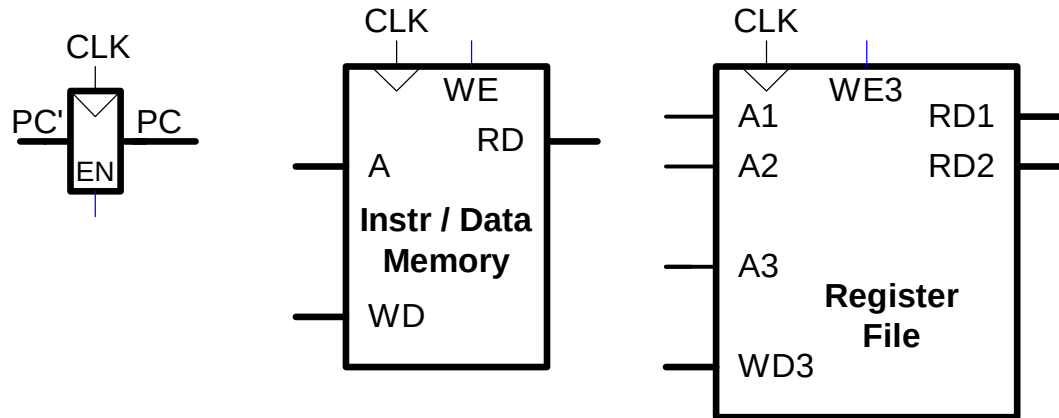 CLK
PC'
PC
EN
CLK
WE
RD
A
Instr / Data
Memory
WD
CLK
WE3
A1
RD1
A2
RD2
A3
Register
File
WD3